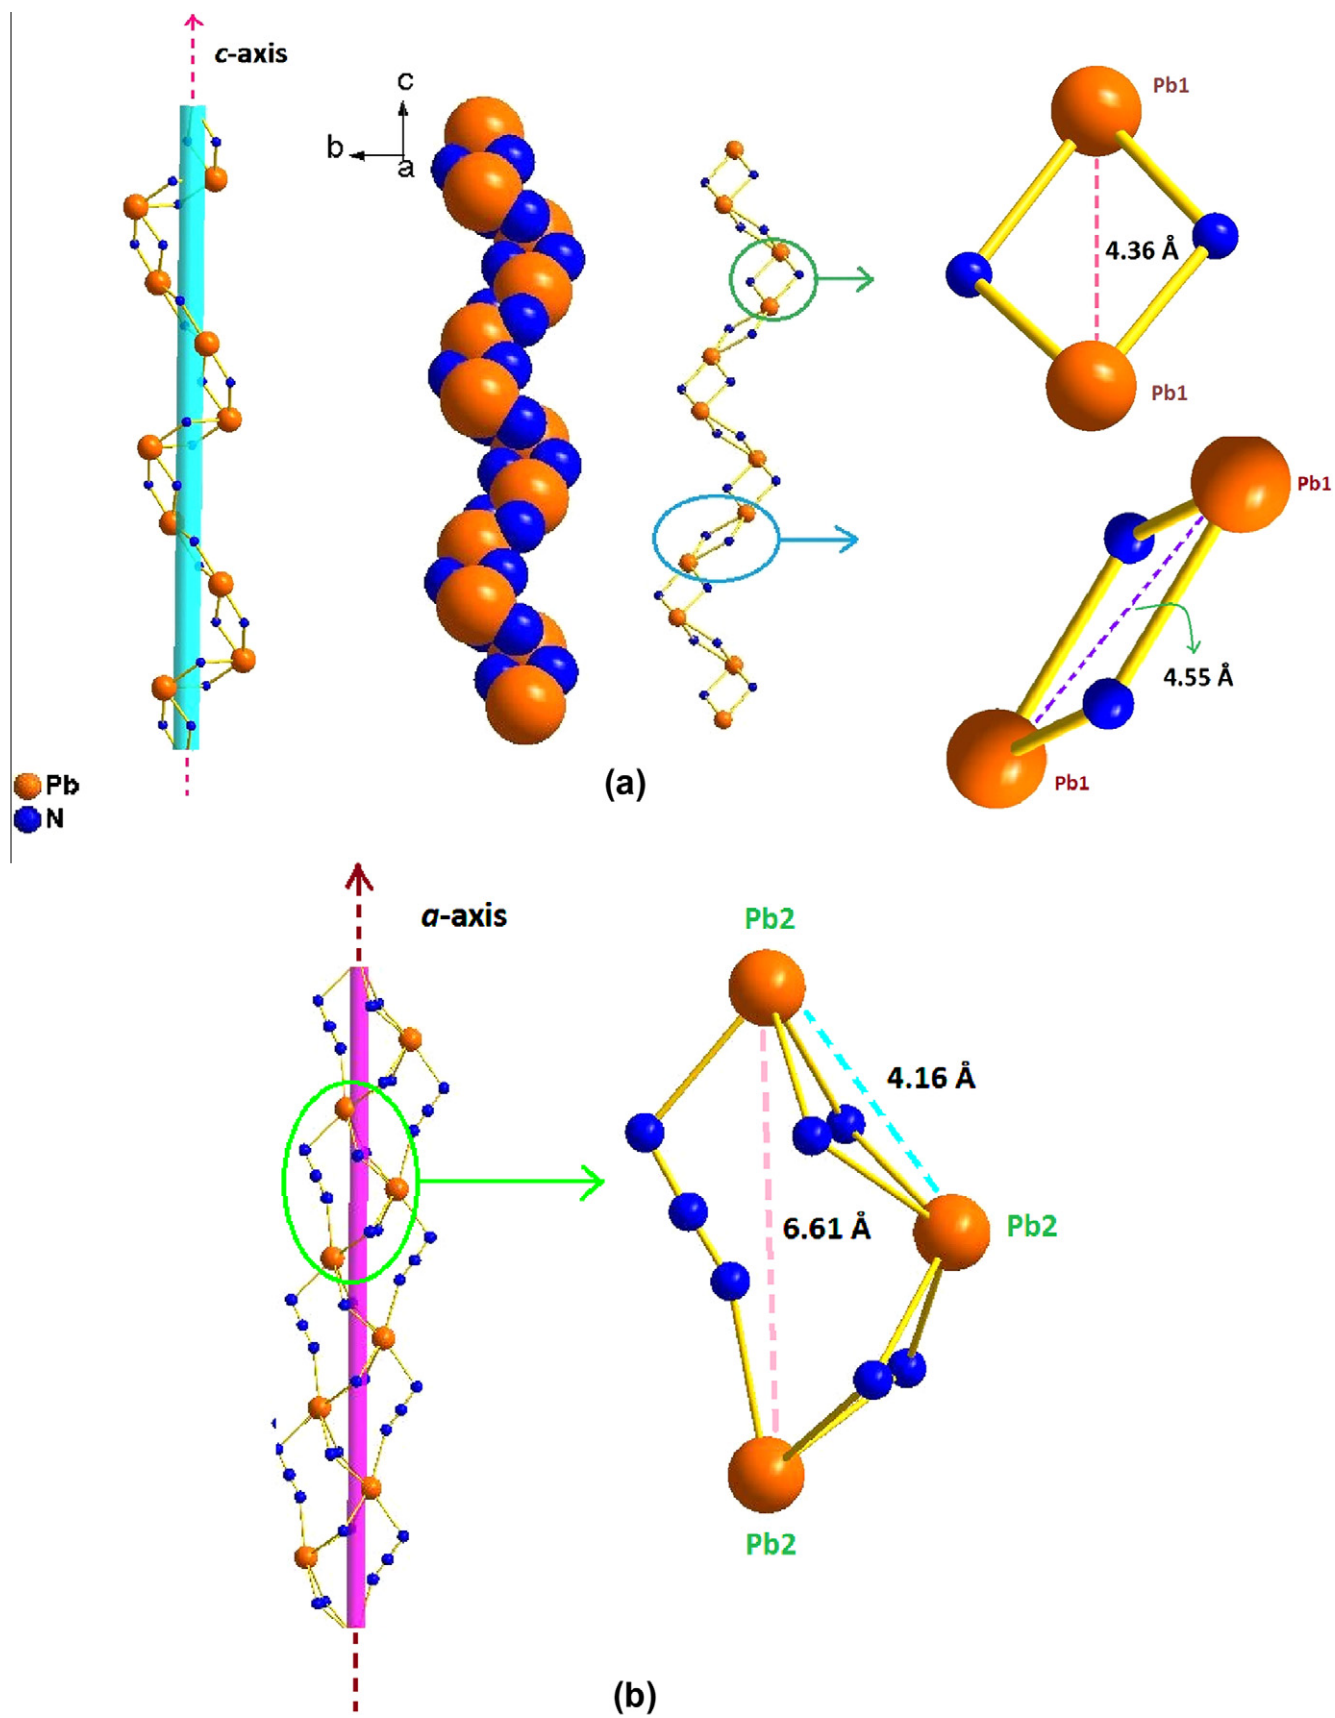 c-axis
c
b
a
Pb1
4.36 Å
Pb1
Pb1
4.55 Å
Pb1
Pb
N
(a)
a-axis
Pb2
4.16 Å
6.61 Å
Pb2
Pb2
(b)